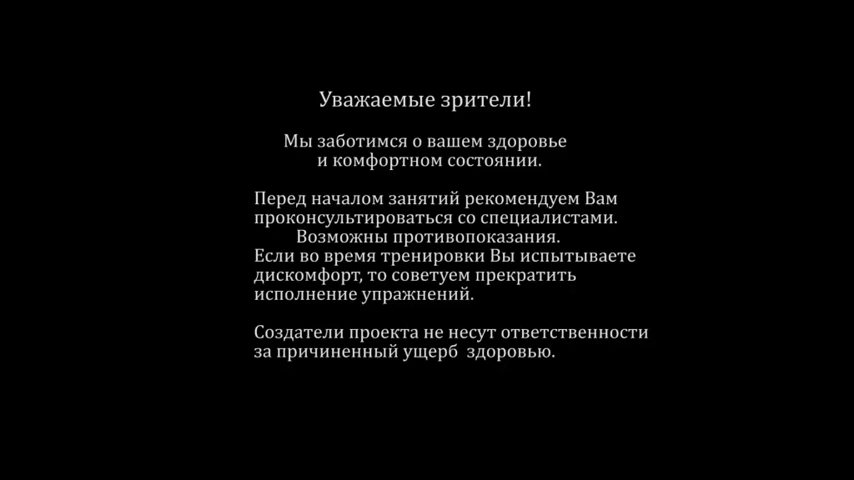 Уважаемые зрители!
Мы заботимся о вашем здоровье
и комфортном состоянии.
Перед началом занятий рекомендуем Вам
проконсультироваться со специалистами.
Возможны противопоказания.
Если во время тренировки Вы испытываете
дискомфорт, то советуем прекратить
исполнение упражнений.
Создатели проекта не несут ответственности
за причиненный ущерб  здоровью.